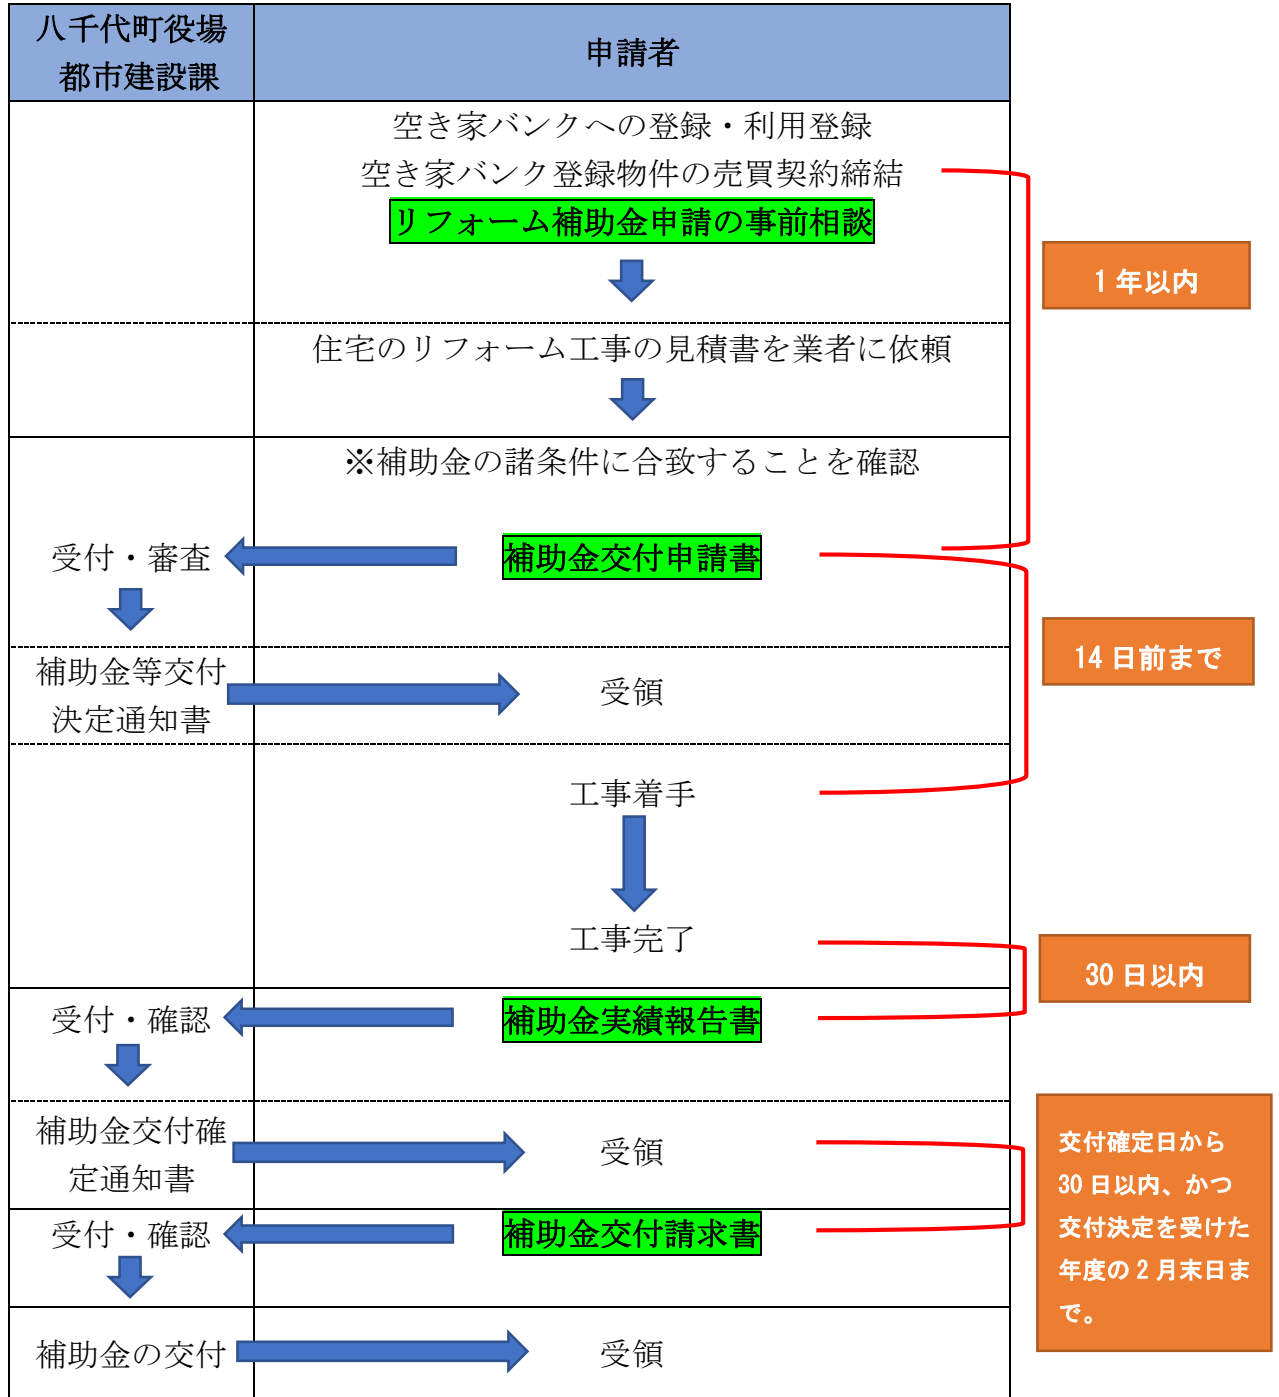 八千代町役場
都市建設課
申請者
空き家バンクへの登録・利用登録
空き家バンク登録物件の売買契約締結
リフォーム補助金申請の事前相談
1年以内
住宅のリフォーム工事の見積書を業者に依頼
※補助金の諸条件に合致することを確認
受付・審査
補助金交付申請書
14日前まで
補助金等交付
決定通知書
受領
工事着手
工事完了
30日以内
受付・確認
補助金実績報告書
補助金交付確
定通知書
受領
交付確定日から
30日以内、かつ
交付決定を受けた
年度の2月末日ま
で。
受付・確認
補助金交付請求書
補助金の交付
受領